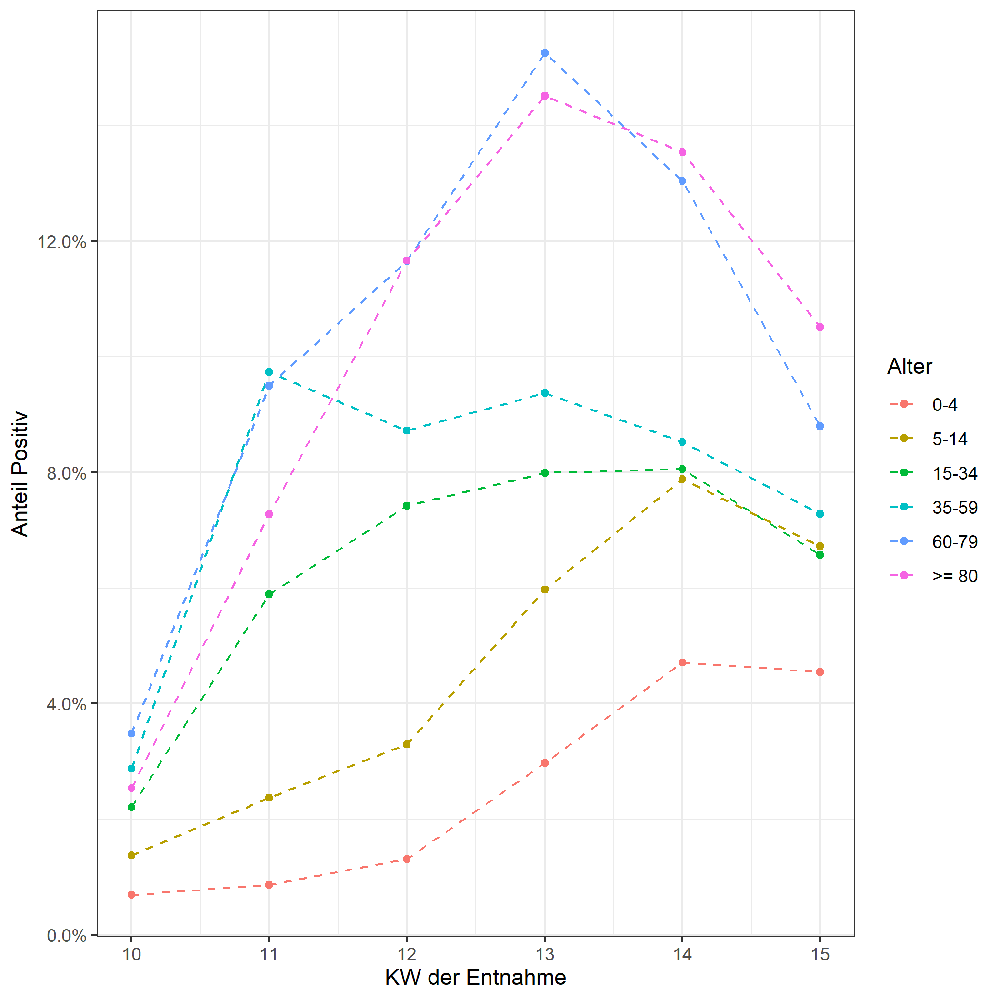 Anteil Positiv
12.0%
8.0%
4.0%
0.0%
10 11 12 13 14 15
KW der Entnahme
Alter
0-4
5-14
15-34
35-59
60-79
>= 80